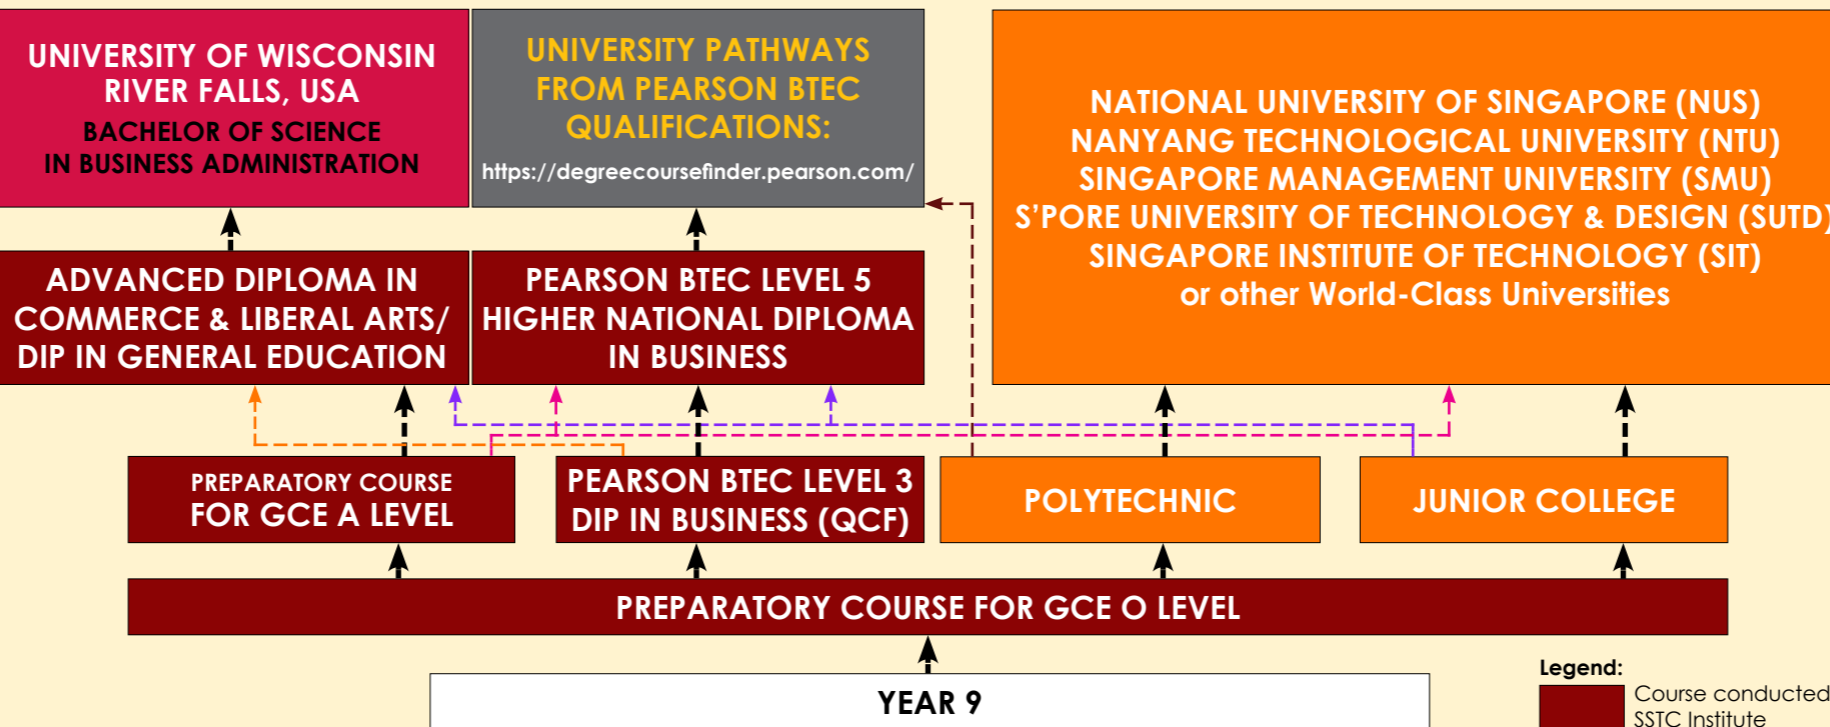 UNIVERSITY OF WISCONSIN
RIVER FALLS, USA
BACHELOR OF SCIENCE
IN BUSINESS ADMINISTRATION
UNIVERSITY PATHWAYS
FROM PEARSON BTEC
QUALIFICATIONS:
https://degreecoursefinder.pearson.com/
NATIONAL UNIVERSITY OF SINGAPORE (NUS)
NANYANG TECHNOLOGICAL UNIVERSITY (NTU)
SINGAPORE MANAGEMENT UNIVERSITY (SMU)
S'PORE UNIVERSITY OF TECHNOLOGY & DESIGN (SUTD)
SINGAPORE INSTITUTE OF TECHNOLOGY (SIT)
or other World-Class Universities
ADVANCED DIPLOMA IN
COMMERCE & LIBERAL ARTS/
DIP IN GENERAL EDUCATION
PEARSON BTEC LEVEL 5
HIGHER NATIONAL DIPLOMA
IN BUSINESS
PREPARATORY COURSE
FOR GCE A LEVEL
PEARSON BTEC LEVEL 3
DIP IN BUSINESS (QCF)
POLYTECHNIC
JUNIOR COLLEGE
PREPARATORY COURSE FOR GCE O LEVEL
YEAR 9
Legend:
Course conducted
SSTC Institute